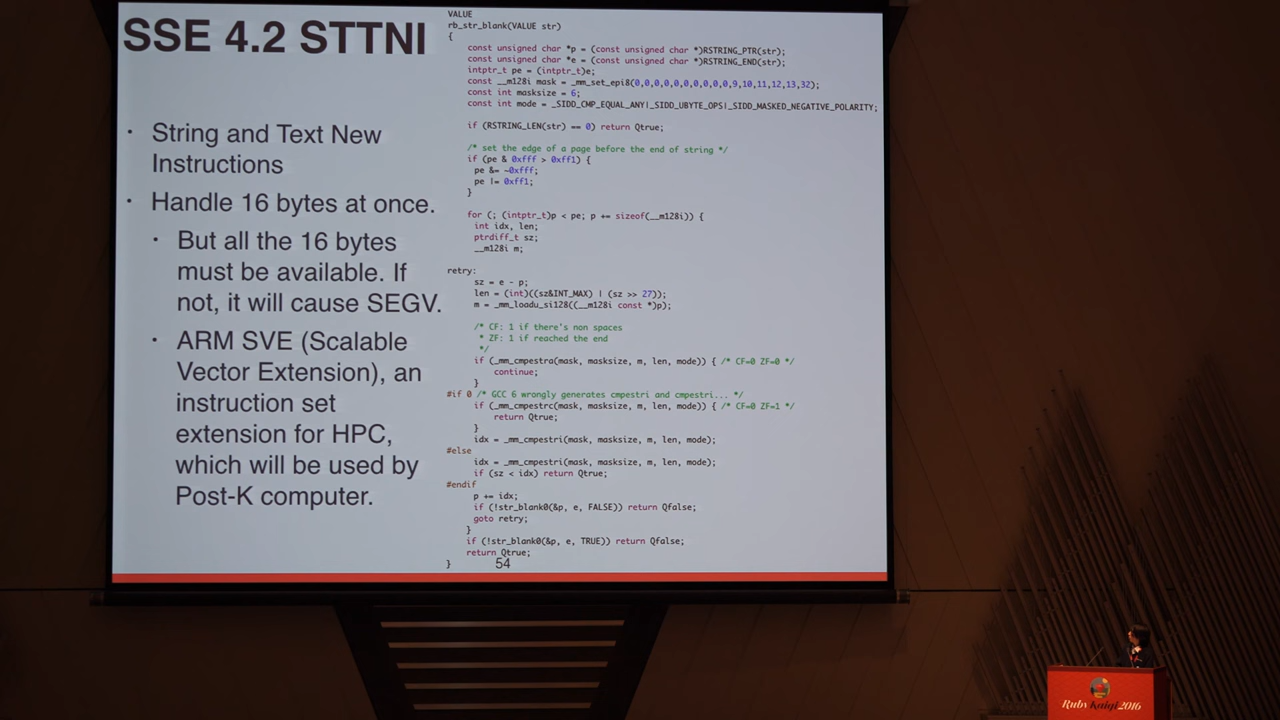 SSE 4.2 STTNI
· String and Text New
Instructions
· Handle 16 bytes at once.
· But all the 16 bytes
must be available. If
not, it will cause SEGV.
· ARM SVE (Scalable
Vector Extension), an
instruction set
extension for HPC,
which will be used by
Post-K computer.
VALUE
rb_str_blank(VALUE str)
{
const unsigned char *p = (const unsigned char *)RSTRING_PTR(str);
const unsigned char *e = (const unsigned char *)RSTRING_END(str);
intptr_t pe = (intptr_t)e;
const __m128i mask = _mm_set_epi8(0,0,0,0,0,0,0,0,0,0,9,10,11,12,13,32);
const int masksize = 6;
const int mode = _SIDD_CMP_EQUAL_ANY|_SIDD_UBYTE_OPS|_SIDD_MASKED_NEGATIVE_POLARITY;
if (RSTRING_LEN(str) == 0) return Qtrue;
/* set the edge of a page before the end of string */
if (pe & 0xfff > 0xff1) {
pe &= ~0xfff;
pe |= 0xff1;
}
for (; (intptr_t)p < pe; p += sizeof(__m128i)) {
int idx, len;
ptrdiff_t sz;
__m128i m;
retry:
sz = e - p;
len = (int)((sz&INT_MAX) | (sz >> 27));
m = _mm_loadu_si128((__m128i const *)p);
/* CF: 1 if there's non spaces
* ZF: 1 if reached the end
*/
if (_mm_cmpestra(mask, masksize, m, len, mode)) { /* CF=0 ZF=0 */
continue;
}
#if 0 /* GCC 6 wrongly generates cmpestri and cmpestri... */
if (_mm_cmpestrc(mask, masksize, m, len, mode)) { /* CF=0 ZF=1 */
return Qtrue;
}
idx = _mm_cmpestri(mask, masksize, m, len, mode);
#else
idx = _mm_cmpestri(mask, masksize, m, len, mode);
if (sz < idx) return Qtrue;
#endif
p += idx;
if (!str_blank0(&p, e, FALSE)) return Qfalse;
goto retry;
}
if (!str_blank0(&p, e, TRUE)) return Qfalse;
return Qtrue;
}
54
Ruby Kaigi 2016